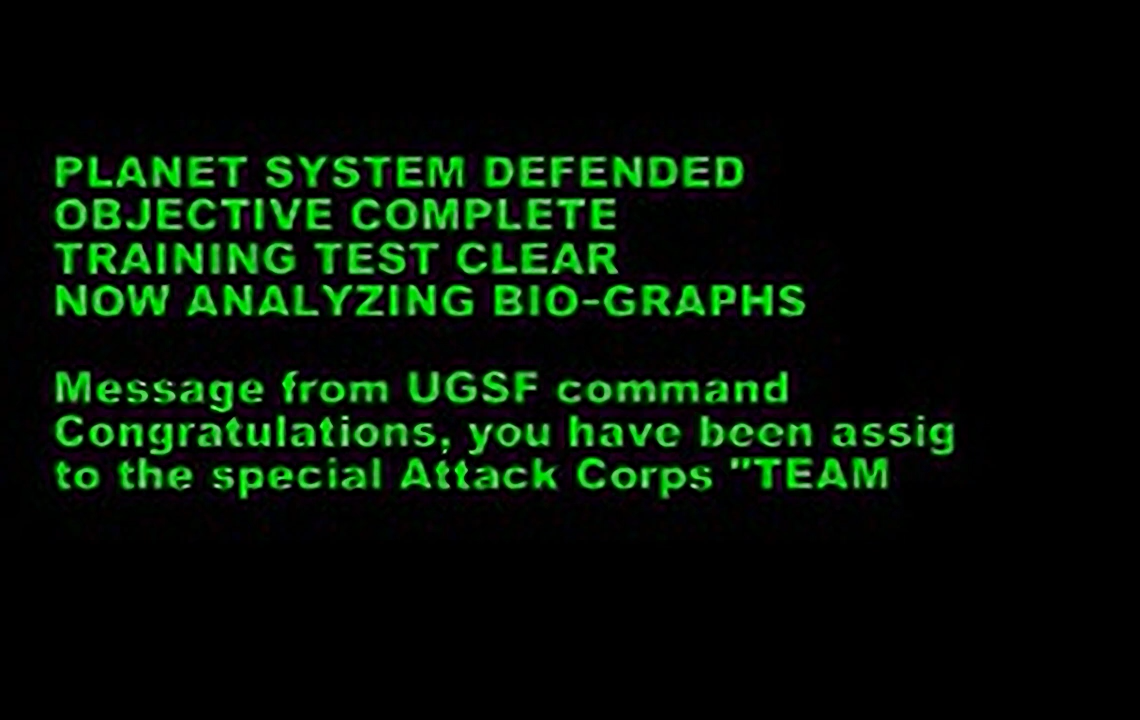 PLANET SYSTEM DEFENDED
OBJECTIVE COMPLETE
TRAINING TEST CLEAR
NOW ANALYZING BIO-GRAPHS
Message from UGSF command
Congratulations, you have been assig
to the special Attack Corps "TEAM